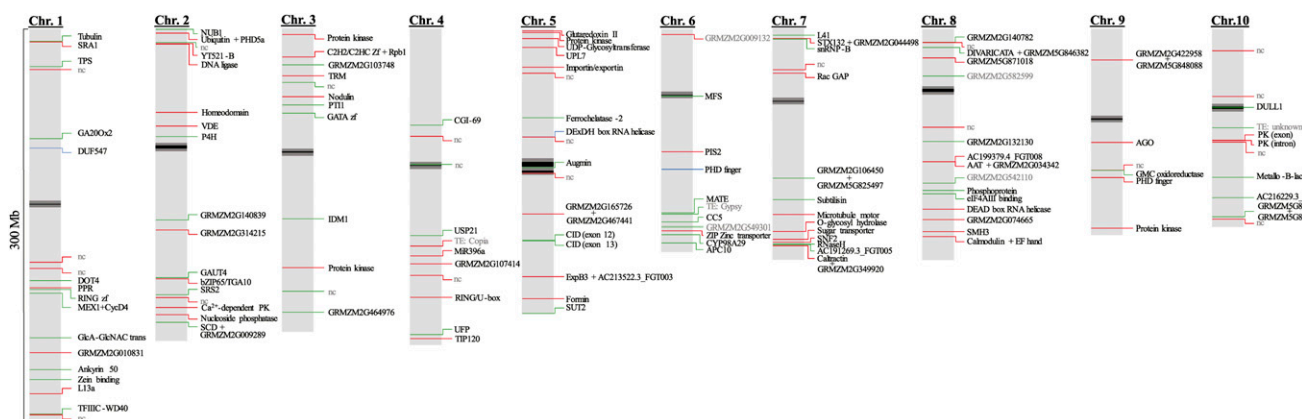 Chr. 1
Tubulin
SRA1
TPS
nc
GA20Ox2
DUF547
nc
nc
DOT4
PPR
RING zf
MEX1+CycD4
GlcA-GlcNAC trans
GRMZM2G010831
Ankyrin 50
Zein binding
L13a
TFIIIC-WD40
nc
300 Mb
Chr. 2
NUB1
Ubiquitin + PHD5a
nc
YT521-B
DNA ligase
Homeodomain
VDE
P4H
GRMZM2G140839
GRMZM2G314215
GAUT4
bZIP65/TGA10
SRS2
nc
Ca²⁺-dependent PK
Nucleoside phosphatase
SCD +
GRMZM2G009289
Chr. 3
Protein kinase
C2H2/C2HC Zf + Rpb1
GRMZM2G103748
TRM
nc
Nodulin
PTI1
GATA zf
IDM1
Protein kinase
nc
GRMZM2G464976
Chr. 4
CGI-69
nc
nc
USP21
TE: Copia
MiR396a
GRMZM2G107414
nc
RING/U-box
UFP
TIP120
Chr. 5
Glutaredoxin II
Protein kinase
UDP-Glycosyltransferase
UPL7
Importin/exportin
nc
Ferrochelatase -2
DExD/H box RNA helicase
Augmin
nc
GRMZM2G165726
+
GRMZM2G467441
CID (exon 12)
CID (exon 13)
ExpB3 + AC213522.3_FGT003
Formin
SUT2
Chr. 6
GRMZM2G009132
MFS
PIS2
PHD finger
MATE
TE: Gypsy
CC5
GRMZM2G549301
ZIP Zinc transporter
CYP98A29
APC10
Chr. 7
L41
STX132 + GRMZM2G044498
snRNP-B
nc
Rac GAP
GRMZM2G106450
+
GRMZM5G825497
Subtilisin
Microtubule motor
O-glycosyl hydrolase
Sugar transporter
SNF2
RNaseH
AC191269.3_FGT005
Caltractin
+
GRMZM2G349920
Chr. 8
GRMZM2G140782
nc
DIVARICATA + GRMZM5G846382
GRMZM5G871018
GRMZM2G582599
nc
GRMZM2G132130
AC199379.4_FGT008
AAT + GRMZM2G034342
GRMZM2G542110
Phosphoprotein
eIF4AIII binding
DEAD box RNA helicase
GRMZM2G074665
SMH3
Calmodulin + EF hand
Chr. 9
GRMZM2G422958
+
GRMZM5G848088
AGO
nc
GMC oxidoreductase
PHD finger
Protein kinase
Chr.10
nc
nc
DULL1
TE: unknown
PK (exon)
PK (intron)
nc
Metallo -B-lac
AC216229.3_
GRMZM5G8
GRMZM5G8
nc